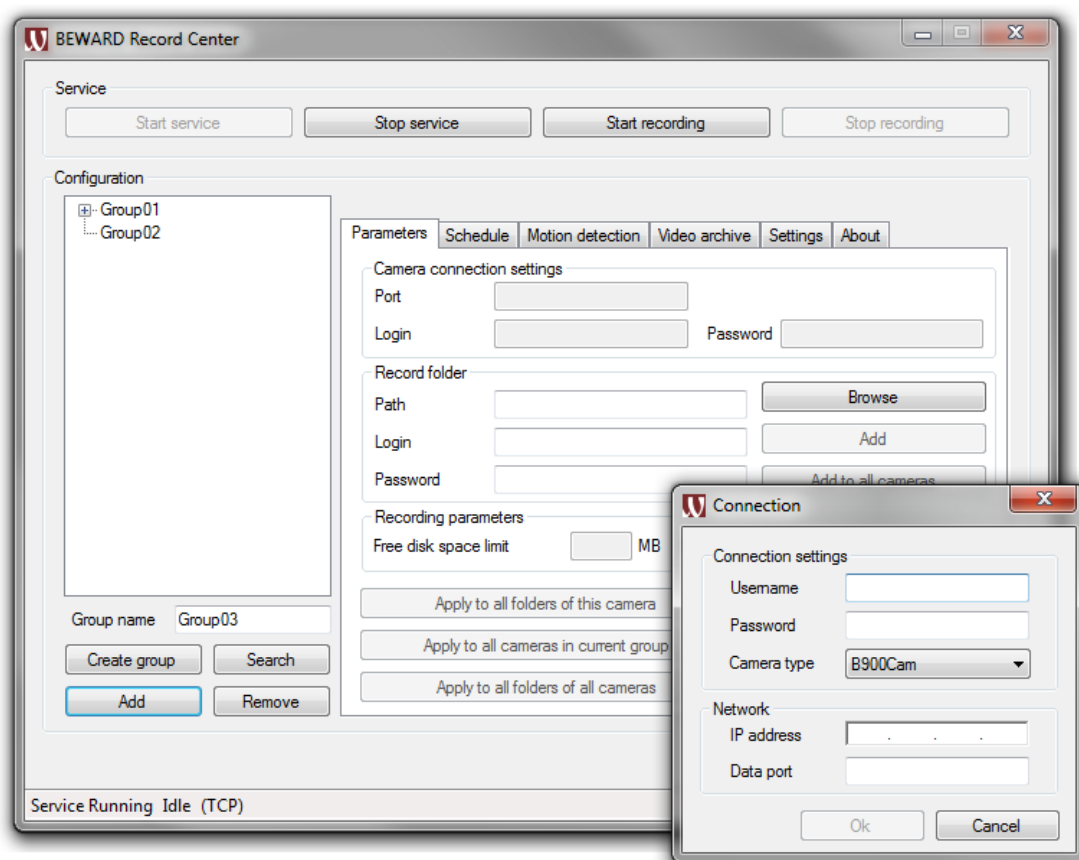 BEWARD Record Center
Service
Start service Stop service Start recording Stop recording
Configuration
Group01
Group02
Parameters Schedule Motion detection Video archive Settings About
Camera connection settings
Port
Login Password
Record folder
Path Browse
Login Add
Password Add to all cameras
Recording parameters
Free disk space limit MB
Apply to all folders of this camera
Apply to all cameras in current group
Apply to all folders of all cameras
Group name Group03
Create group Search
Add Remove
Service Running Idle (TCP)
Connection
Connection settings
Username
Password
Camera type B900Cam
Network
IP address . . .
Data port
Ok Cancel